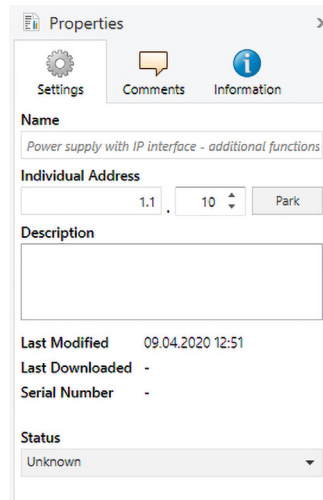 Properties
Settings Comments Information
Name
Power supply with IP interface - additional functions
Individual Address
1.1 . 10 Park
Description
Last Modified 09.04.2020 12:51
Last Downloaded -
Serial Number -
Status
Unknown